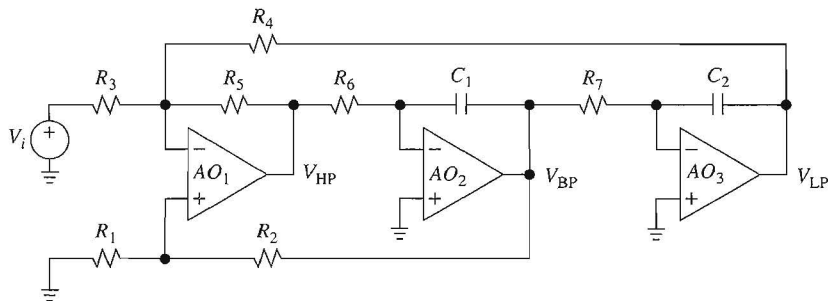 R4
R3
R5
R6
C1
R7
C2
Vi
+
−
AO1
+
VHP
−
AO2
+
VBP
−
AO3
+
VLP
R1
R2